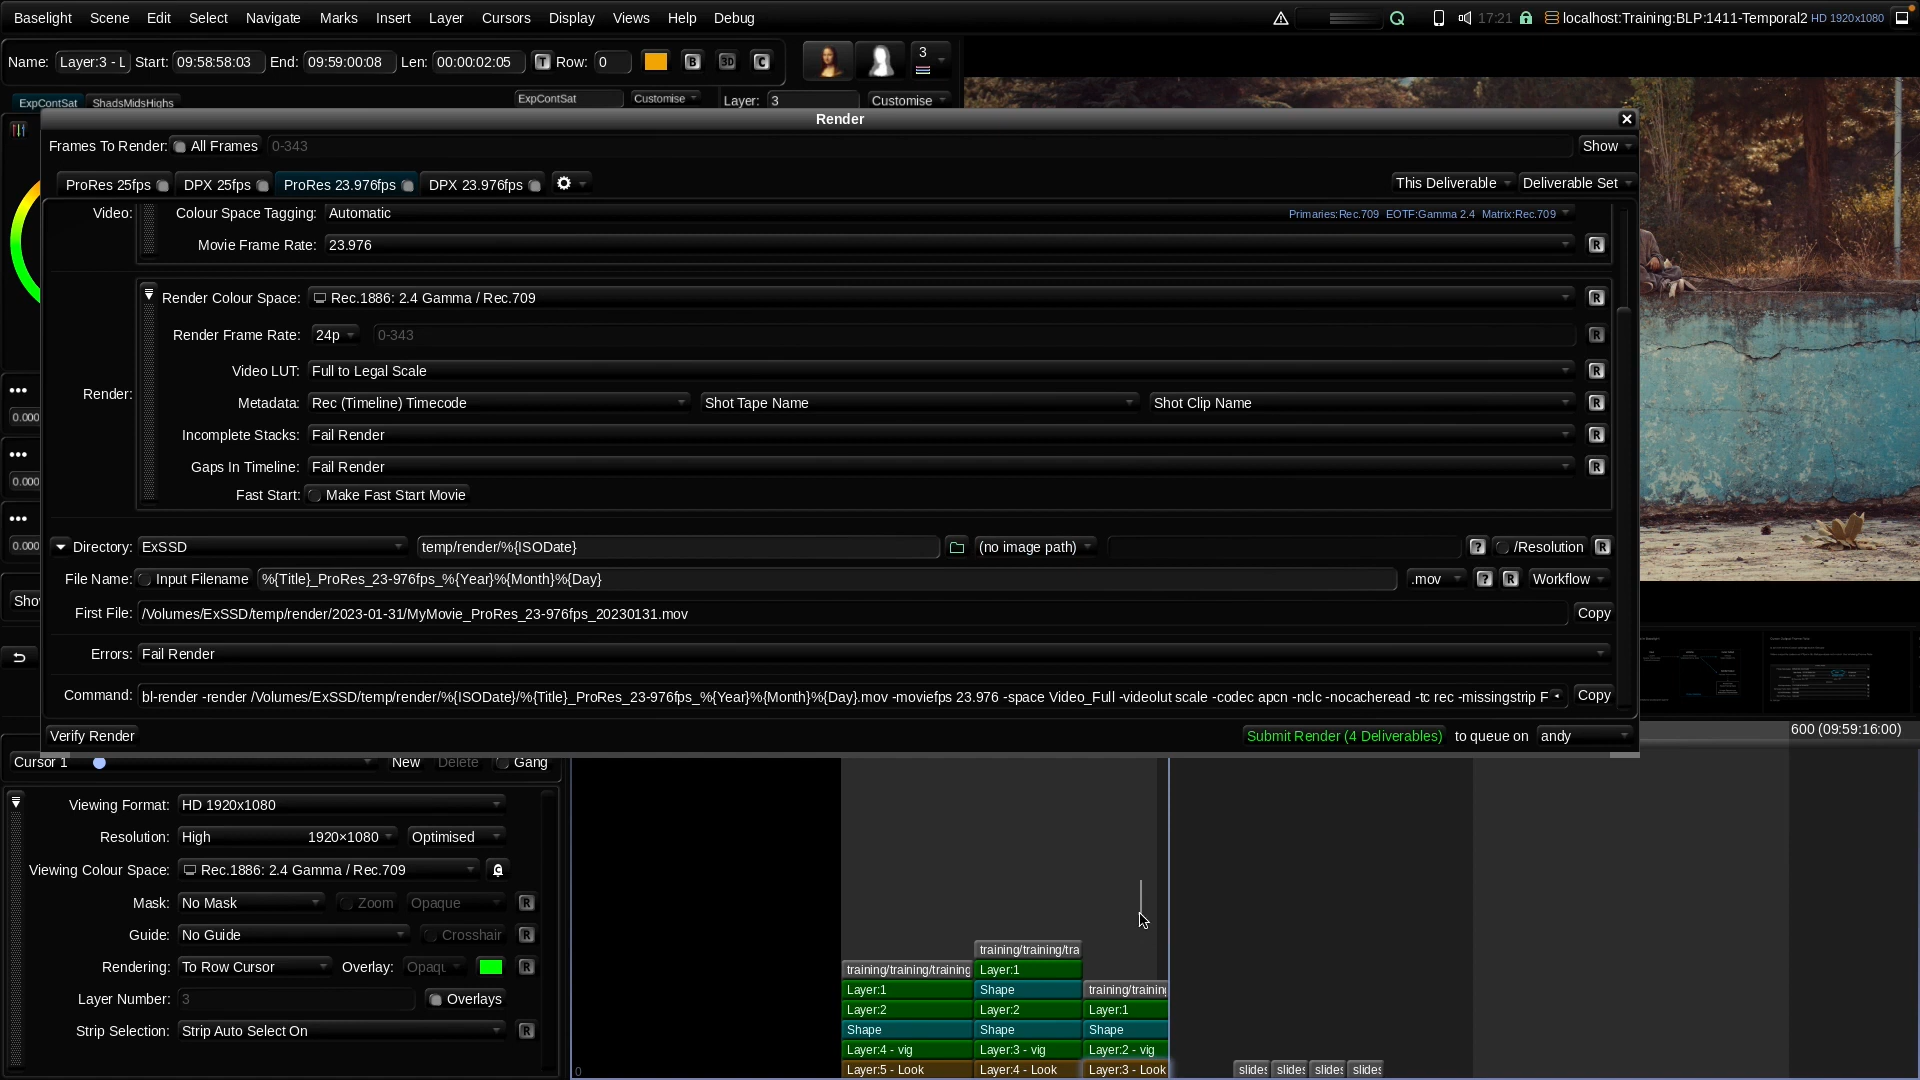 Baselight Scene Edit Select Navigate Marks Insert Layer Cursors Display Views Help Debug 17:21 localhost:Training:BLP:1411-Temporal2 HD 1920x1080
Name: Layer:3 - L Start: 09:58:58:03 End: 09:59:00:08 Len: 00:00:02:05 T Row: 0 B 3D C 3
ExpContSat ShadsMidsHighs ExpContSat Customise Layer: 3 Customise
Render
Frames To Render: All Frames 0-343 Show
ProRes 25fps DPX 25fps ProRes 23.976fps DPX 23.976fps This Deliverable Deliverable Set
Video: Colour Space Tagging: Automatic Primaries:Rec.709 EOTF:Gamma 2.4 Matrix:Rec.709
Movie Frame Rate: 23.976 R
Render Colour Space: Rec.1886: 2.4 Gamma / Rec.709 R
Render Frame Rate: 24p 0-343 R
Video LUT: Full to Legal Scale R
Render:
Metadata: Rec (Timeline) Timecode Shot Tape Name Shot Clip Name R
0.000
Incomplete Stacks: Fail Render R
Gaps In Timeline: Fail Render R
0.000
Fast Start: Make Fast Start Movie
Directory: ExSSD temp/render/%{ISODate} (no image path) ? /Resolution R
0.000
File Name: Input Filename %{Title}_ProRes_23-976fps_%{Year}%{Month}%{Day} .mov ? R Workflow
Sho
First File: /Volumes/ExSSD/temp/render/2023-01-31/MyMovie_ProRes_23-976fps_20230131.mov Copy
Errors: Fail Render
Command: bl-render -render /Volumes/ExSSD/temp/render/%{ISODate}/%{Title}_ProRes_23-976fps_%{Year}%{Month}%{Day}.mov -moviefps 23.976 -space Video_Full -videolut scale -codec apcn -nclc -nocacheread -tc rec -missingstrip F Copy
Verify Render Submit Render (4 Deliverables) to queue on andy
600 (09:59:16:00)
Cursor 1 New Delete Gang
Viewing Format: HD 1920x1080
Resolution: High 1920×1080 Optimised
Viewing Colour Space: Rec.1886: 2.4 Gamma / Rec.709
Mask: No Mask Zoom Opaque R
Guide: No Guide Crosshair R
Rendering: To Row Cursor Overlay: Opaqu R
Layer Number: 3 Overlays
Strip Selection: Strip Auto Select On R
training/training/tra
training/training/training Layer:1
Layer:1 Shape training/training
Layer:2 Layer:2 Layer:1
Shape Shape Shape
Layer:4 - vig Layer:3 - vig Layer:2 - vig
0 Layer:5 - Look Layer:4 - Look Layer:3 - Look slides slides slides slides